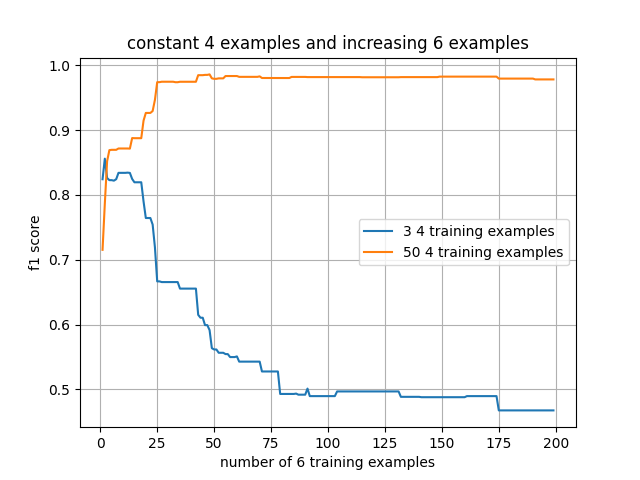 constant 4 examples and increasing 6 examples
1.0
0.9
0.8
0.7
0.6
0.5
f1 score
3 4 training examples
50 4 training examples
0 25 50 75 100 125 150 175 200
number of 6 training examples